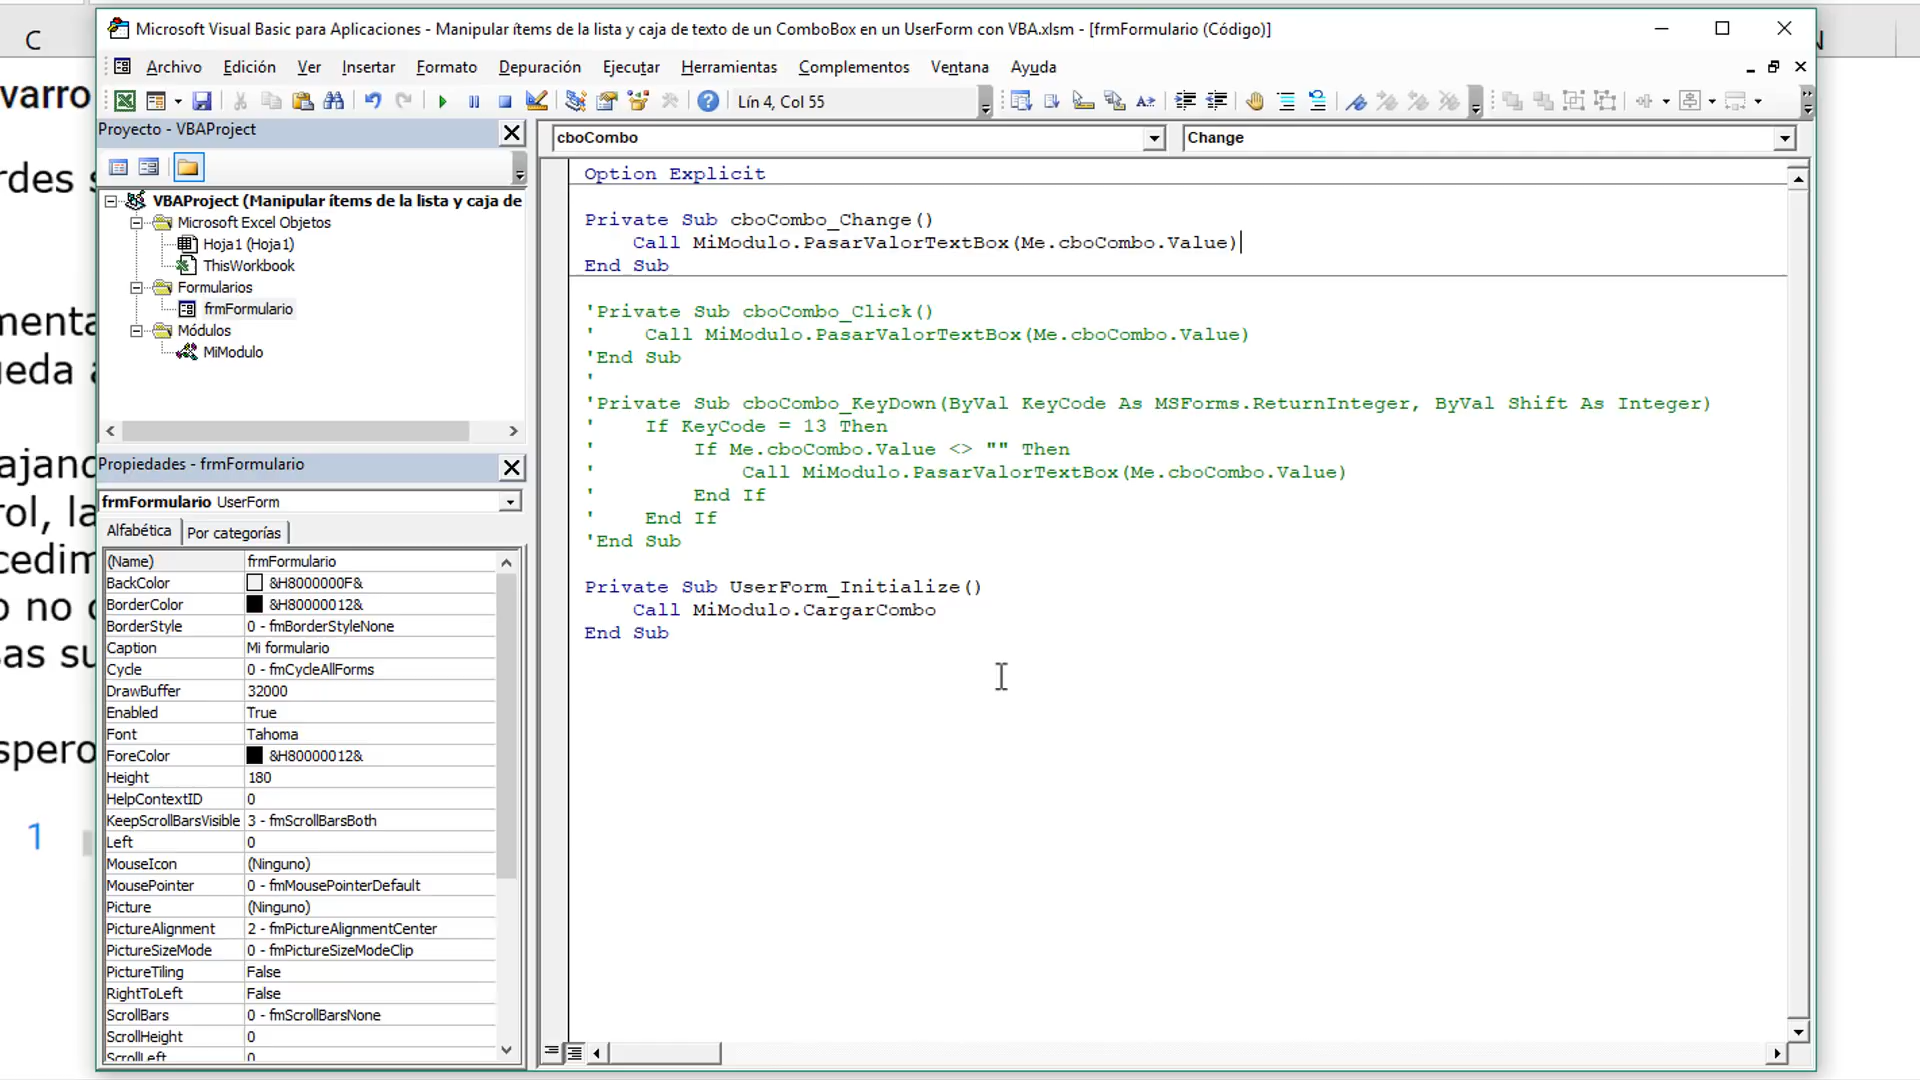 C
N
varro
rdes s
menta
ueda a
ajand
rol, la
cedim
o no
as su
spero
1
Microsoft Visual Basic para Aplicaciones - Manipular ítems de la lista y caja de texto de un ComboBox en un UserForm con VBA.xlsm - [frmFormulario (Código)]
Archivo Edición Ver Insertar Formato Depuración Ejecutar Herramientas Complementos Ventana Ayuda
Lín 4, Col 55
Proyecto - VBAProject
VBAProject (Manipular ítems de la lista y caja de
Microsoft Excel Objetos
Hoja1 (Hoja1)
ThisWorkbook
Formularios
frmFormulario
Módulos
MiModulo
Propiedades - frmFormulario
frmFormulario UserForm
Alfabética Por categorías
(Name) frmFormulario
BackColor &H8000000F&
BorderColor &H80000012&
BorderStyle 0 - fmBorderStyleNone
Caption Mi formulario
Cycle 0 - fmCycleAllForms
DrawBuffer 32000
Enabled True
Font Tahoma
ForeColor &H80000012&
Height 180
HelpContextID 0
KeepScrollBarsVisible 3 - fmScrollBarsBoth
Left 0
MouseIcon (Ninguno)
MousePointer 0 - fmMousePointerDefault
Picture (Ninguno)
PictureAlignment 2 - fmPictureAlignmentCenter
PictureSizeMode 0 - fmPictureSizeModeClip
PictureTiling False
RightToLeft False
ScrollBars 0 - fmScrollBarsNone
ScrollHeight 0
ScrollLeft 0
cboCombo Change
Option Explicit
Private Sub cboCombo_Change()
Call MiModulo.PasarValorTextBox(Me.cboCombo.Value)
End Sub
'Private Sub cboCombo_Click()
' Call MiModulo.PasarValorTextBox(Me.cboCombo.Value)
'End Sub
'
'Private Sub cboCombo_KeyDown(ByVal KeyCode As MSForms.ReturnInteger, ByVal Shift As Integer)
' If KeyCode = 13 Then
' If Me.cboCombo.Value <> "" Then
' Call MiModulo.PasarValorTextBox(Me.cboCombo.Value)
' End If
' End If
'End Sub
Private Sub UserForm_Initialize()
Call MiModulo.CargarCombo
End Sub